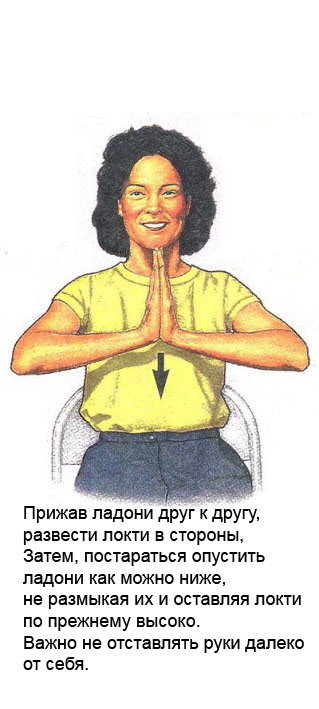 Прижав ладони друг к другу,
развести локти в стороны,
Затем, постараться опустить
ладони как можно ниже,
не размыкая их и оставляя локти
по прежнему высоко.
Важно не отставлять руки далеко
от себя.